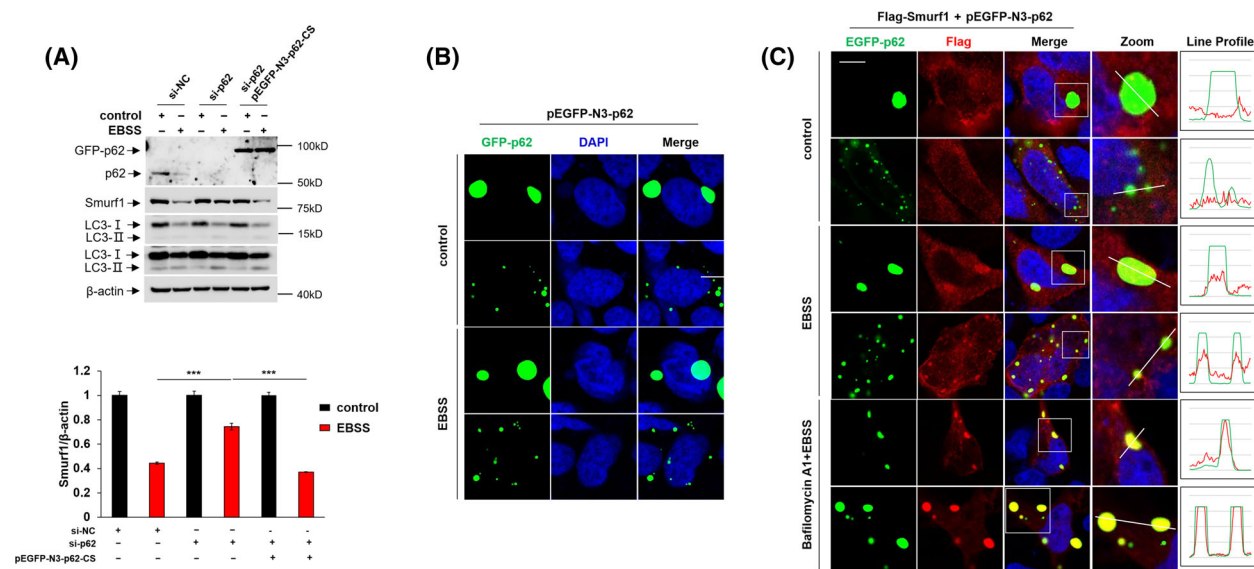 (A)
si-NC
si-p62
si-p62
pEGFP-N3-p62-CS
control + − + − + −
EBSS − + − + − +
GFP-p62
100kD
p62
50kD
Smurf1
75kD
LC3-Ⅰ
LC3-Ⅱ
15kD
LC3-Ⅰ
LC3-Ⅱ
β-actin
40kD
Smurf1/β-actin
1.2
1
0.8
0.6
0.4
0.2
0
***
***
control
EBSS
si-NC + + − − - -
si-p62 − − + + + +
pEGFP-N3-p62-CS − − − − + +
(B)
pEGFP-N3-p62
GFP-p62 DAPI Merge
control
EBSS
(C)
Flag-Smurf1 + pEGFP-N3-p62
EGFP-p62 Flag Merge Zoom Line Profile
control
EBSS
Bafilomycin A1+EBSS